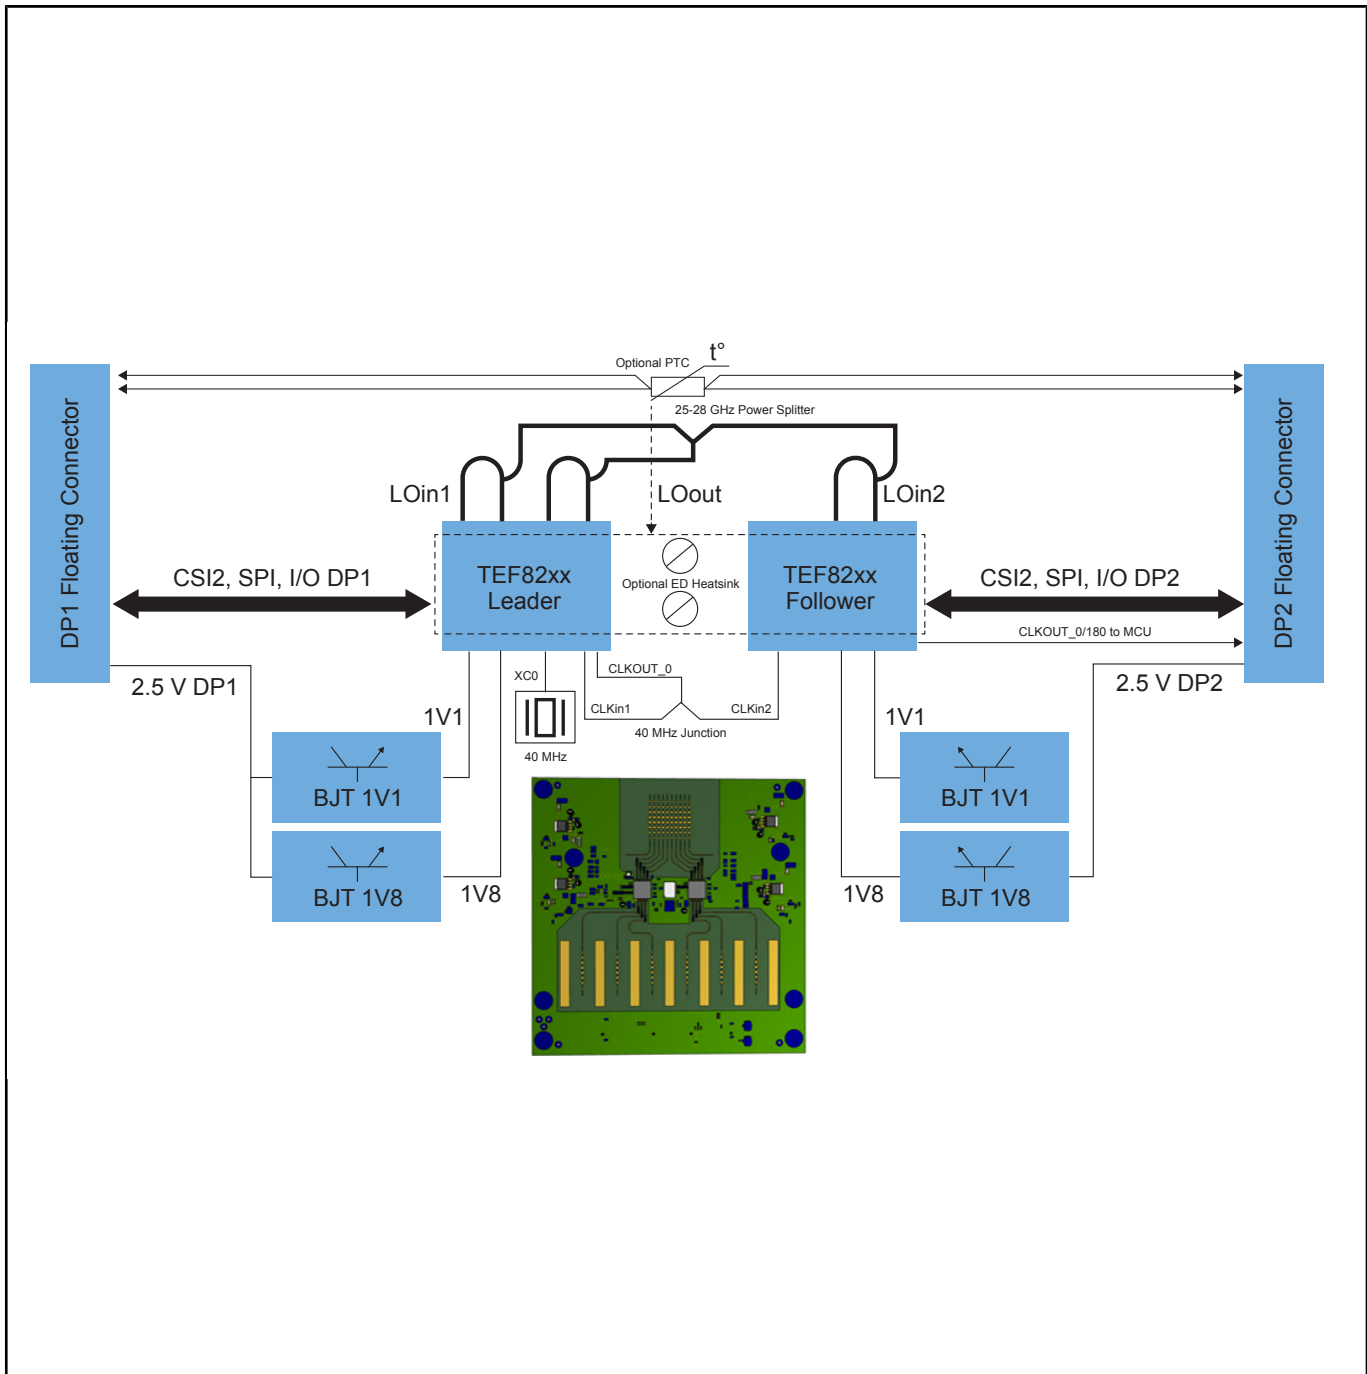 Optional PTC
t°
25-28 GHz Power Splitter
DP1 Floating Connector
DP2 Floating Connector
LOin1
LOout
LOin2
CSI2, SPI, I/O DP1
TEF82xx
Leader
Optional ED Heatsink
TEF82xx
Follower
CSI2, SPI, I/O DP2
CLKOUT_0/180 to MCU
2.5 V DP1
XC0
CLKOUT_0
2.5 V DP2
1V1
CLKin1
CLKin2
1V1
40 MHz Junction
40 MHz
BJT 1V1
BJT 1V1
1V8
1V8
BJT 1V8
BJT 1V8